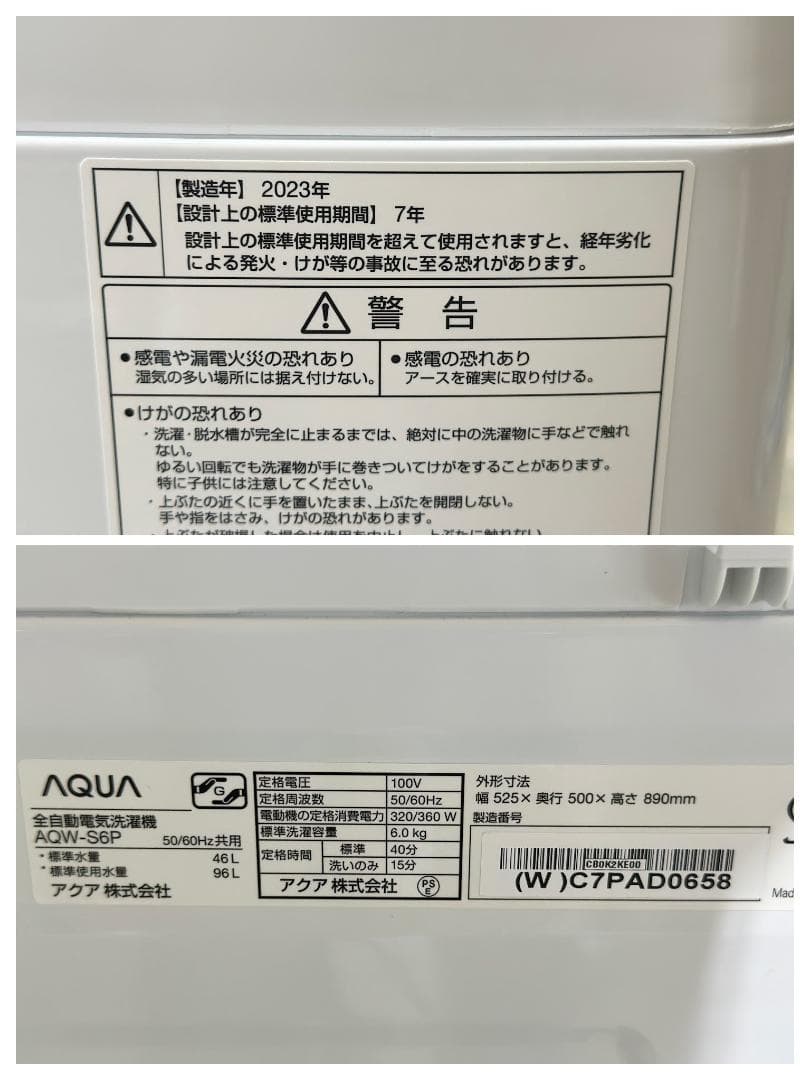 【製造年】 2023年
【設計上の標準使用期間】 7年
設計上の標準使用期間を超えて使用されますと、経年劣化
による発火・けが等の事故に至る恐れがあります。
警 告
●感電や漏電火災の恐れあり
湿気の多い場所には据え付けない。
●感電の恐れあり
アースを確実に取り付ける。
●けがの恐れあり
・洗濯・脱水槽が完全に止まるまでは、絶対に中の洗濯物に手などで触れ
ない。
ゆるい回転でも洗濯物が手に巻きついてけがをすることがあります。
特に子供には注意してください。
・上ぶたの近くに手を置いたまま、上ぶたを開閉しない。
手や指をはさみ、けがの恐れがあります。
AQUA
G
全自動電気洗濯機
AQW-S6P 50/60Hz共用
・標準水量 46L
・標準使用水量 96L
アクア 株式会社
定格電圧 100V
定格周波数 50/60Hz
電動機の定格消費電力 320/360 W
標準洗濯容量 6.0 kg
定格時間 標準 40分
洗いのみ 15分
アクア 株式会社 PSE
外形寸法
幅 525× 奥行 500× 高さ 890mm
製造番号
CB0K2KE00
(W )C7PAD0658
Mad